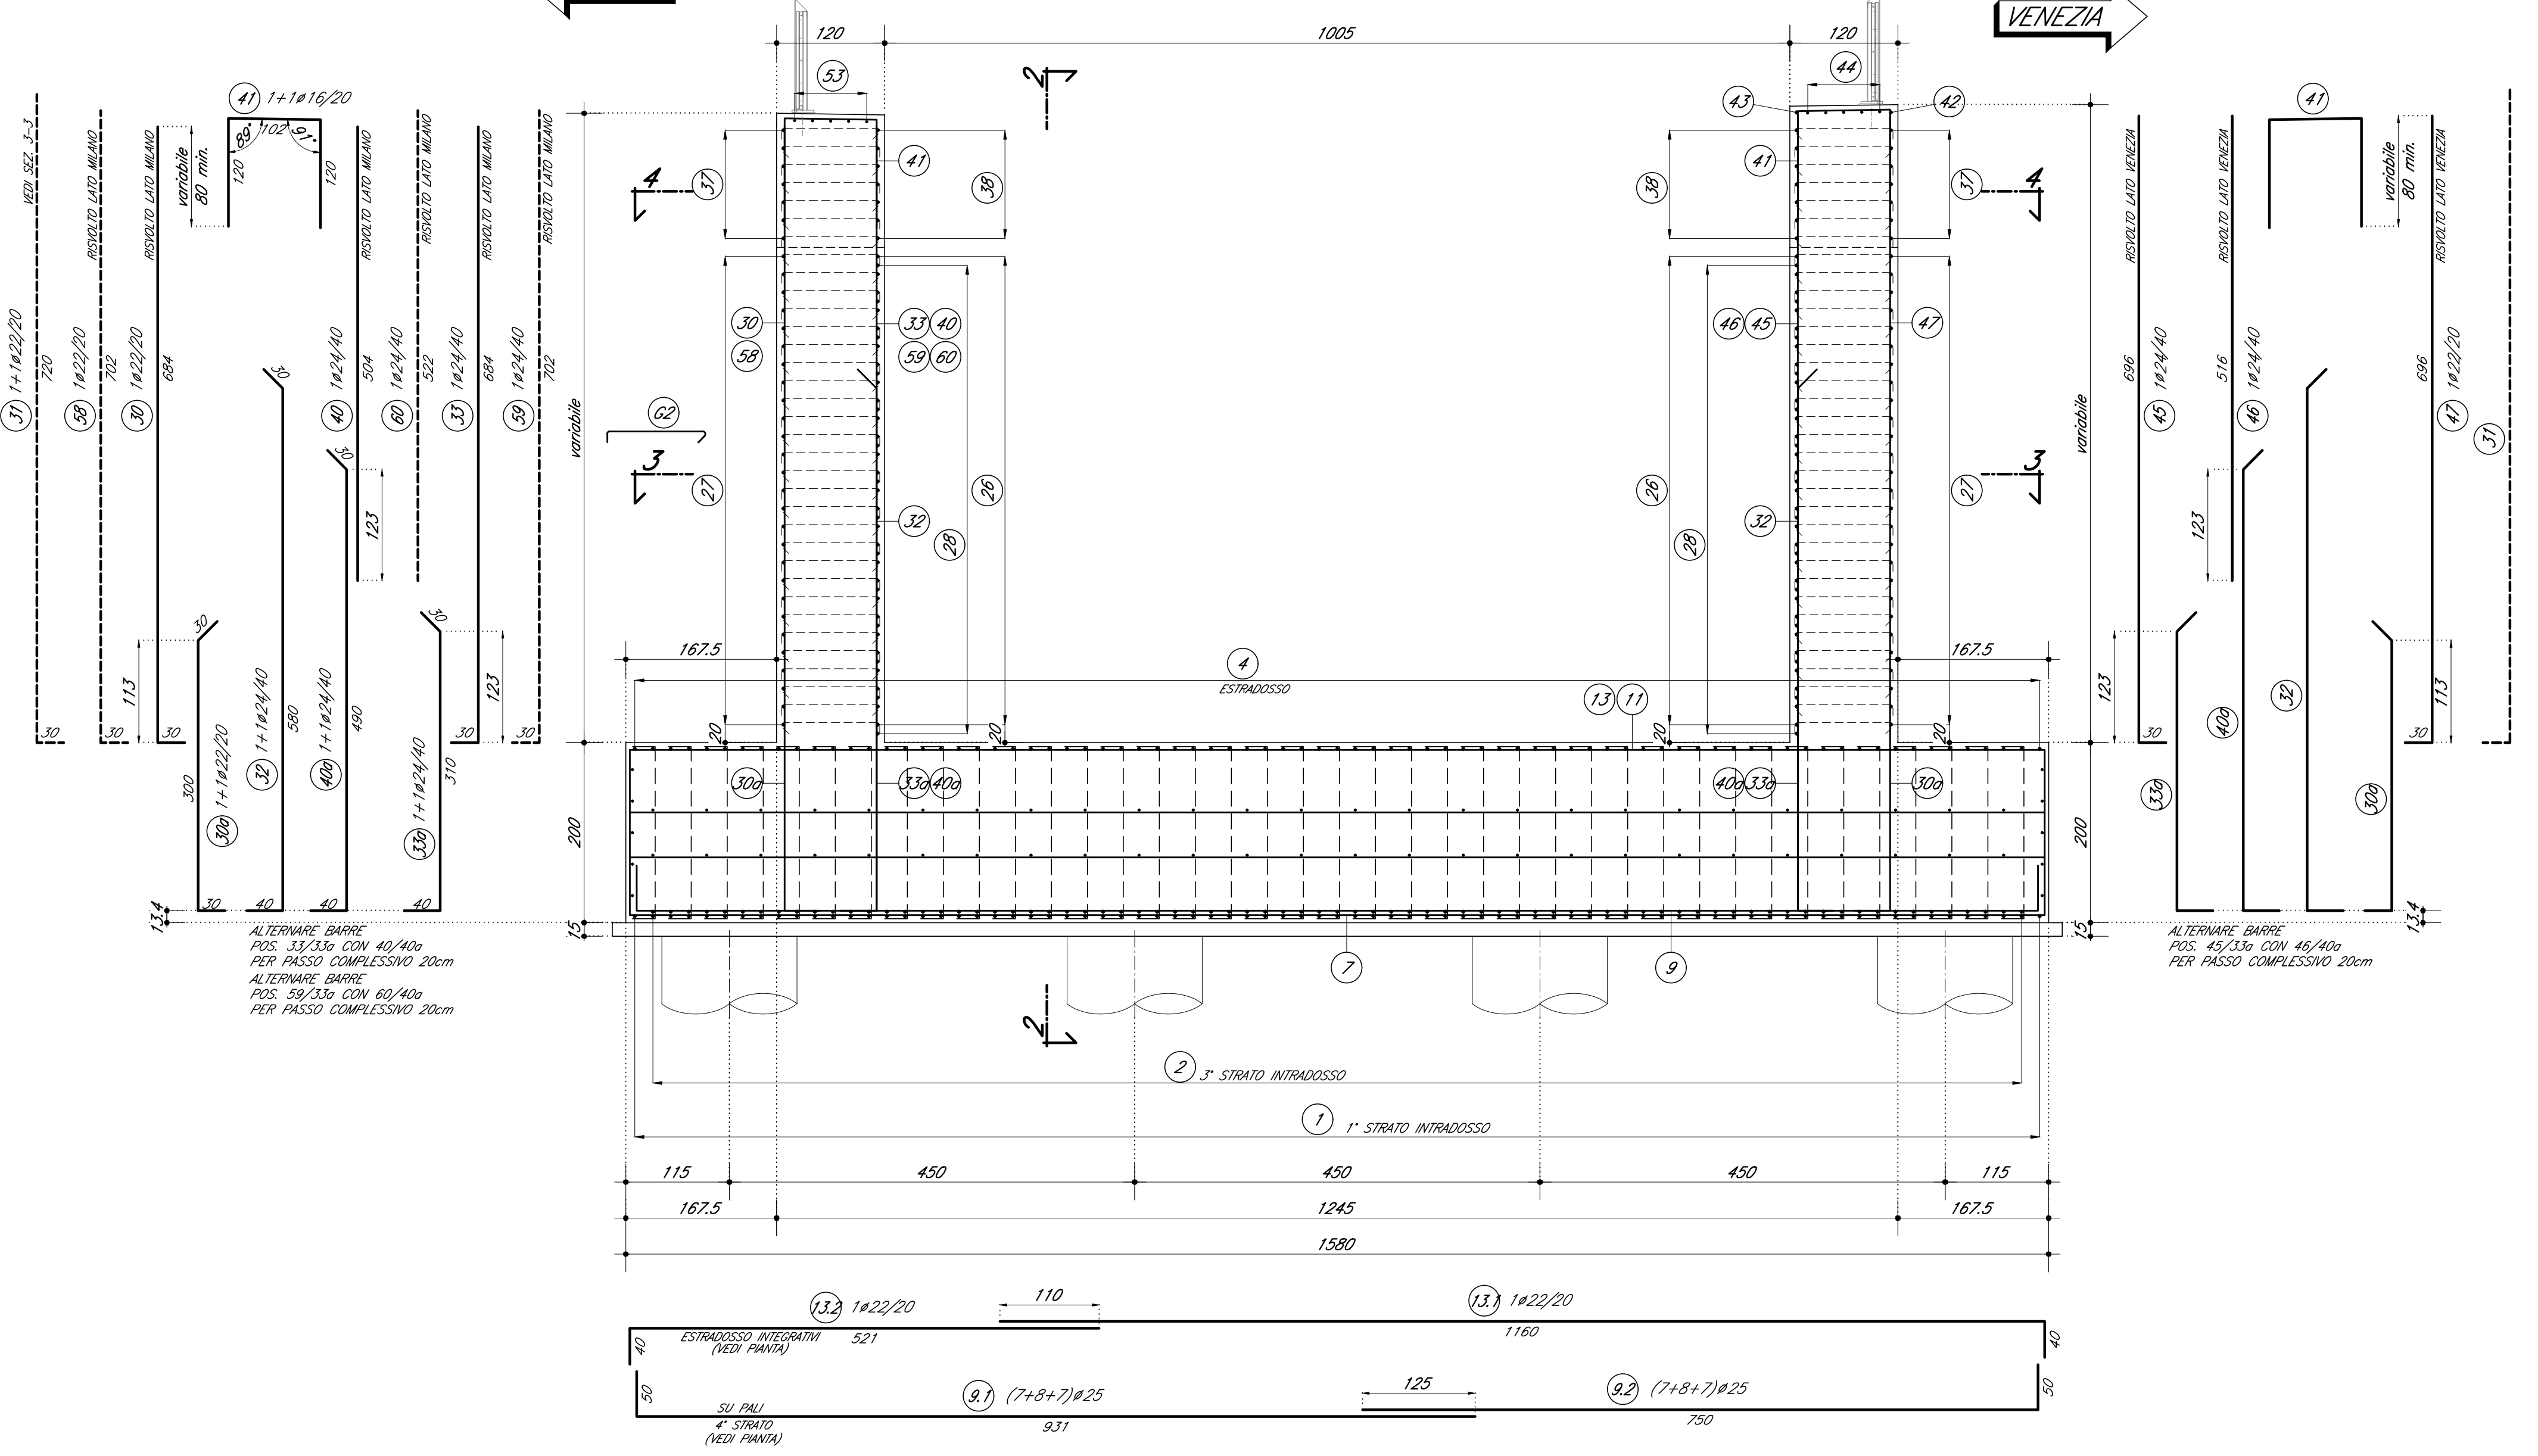 VENEZIA
120
1005
120
53
44
2
43
42
41
41
37
38
38
37
4
4
41 1+1ø16/20
89°
102
91°
120
120
variabile
80 min.
VEDI SEZ. 3-3
RISVOLTO LATO MILANO
RISVOLTO LATO MILANO
RISVOLTO LATO MILANO
RISVOLTO LATO MILANO
RISVOLTO LATO MILANO
RISVOLTO LATO MILANO
31 1+1ø22/20
720
58 1ø22/20
702
30 1ø22/20
684
40 1ø24/40
504
60 1ø24/40
522
33 1ø24/40
684
59 1ø24/40
702
30
30
123
30
113
123
30
30
30
30
30
30
300
30a 1+1ø22/20
32 1+1ø24/40
580
40a 1+1ø24/40
490
33a 1+1ø24/40
310
30
40
40
40
13.4
ALTERNARE BARRE
POS. 33/33a CON 40/40a
PER PASSO COMPLESSIVO 20cm
ALTERNARE BARRE
POS. 59/33a CON 60/40a
PER PASSO COMPLESSIVO 20cm
variabile
G2
3
3
30
58
33 40
59 60
46 45
47
27
26
28
32
26
28
32
27
167.5
167.5
4
ESTRADOSSO
13 11
20
20
20
20
30a
33a 40a
40a 33a
30a
200
15
7
9
2
2 3° STRATO INTRADOSSO
1 1° STRATO INTRADOSSO
115
450
450
450
115
167.5
1245
167.5
1580
variabile
200
15
41
variabile
80 min.
RISVOLTO LATO VENEZIA
RISVOLTO LATO VENEZIA
RISVOLTO LATO VENEZIA
696
45 1ø24/40
516
46 1ø24/40
696
47 1ø22/20
31
123
123
113
30
30
33a
40a
32
30a
13.4
ALTERNARE BARRE
POS. 45/33a CON 46/40a
PER PASSO COMPLESSIVO 20cm
13.2 1ø22/20
110
13.1 1ø22/20
ESTRADOSSO INTEGRATIVI
(VEDI PIANTA)
521
1160
40
40
9.1 (7+8+7)ø25
125
9.2 (7+8+7)ø25
50
50
SU PALI
4° STRATO
(VEDI PIANTA)
931
750